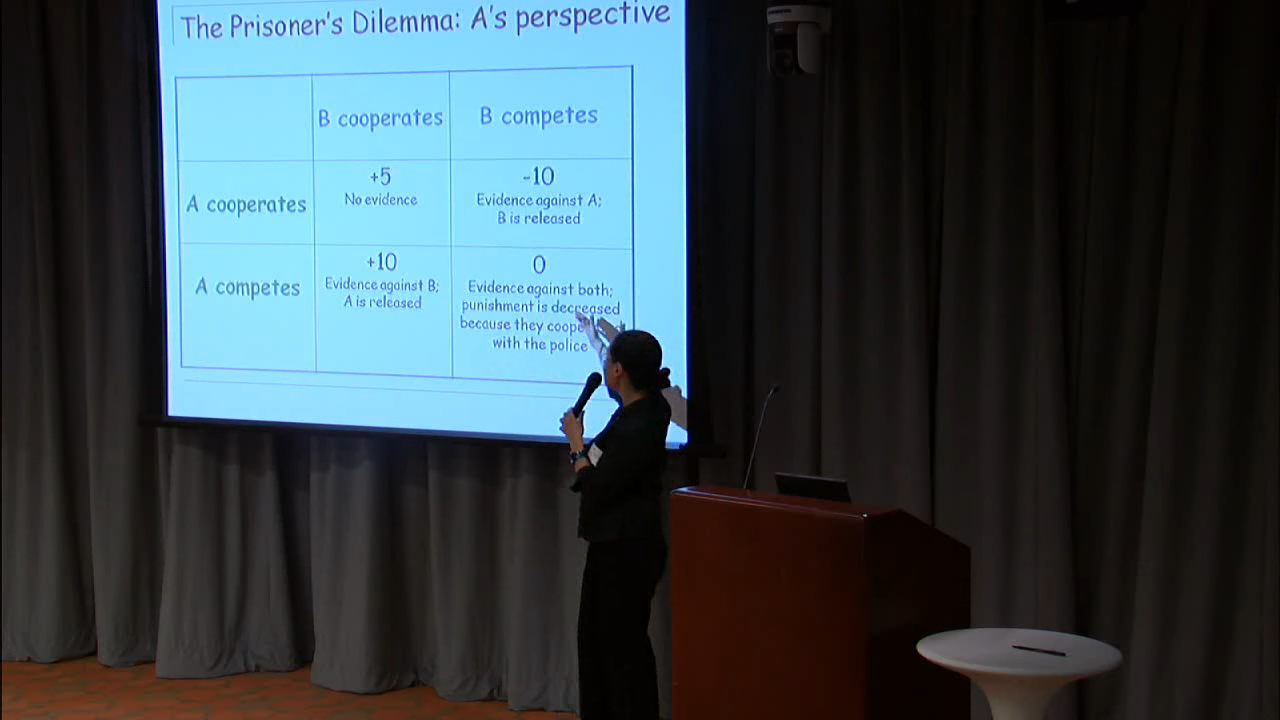 The Prisoner's Dilemma: A's perspective
B cooperates
B competes
A cooperates
+5
No evidence
-10
Evidence against A;
B is released
A competes
+10
Evidence against B;
A is released
0
Evidence against both;
punishment is decreased
because they
with the police